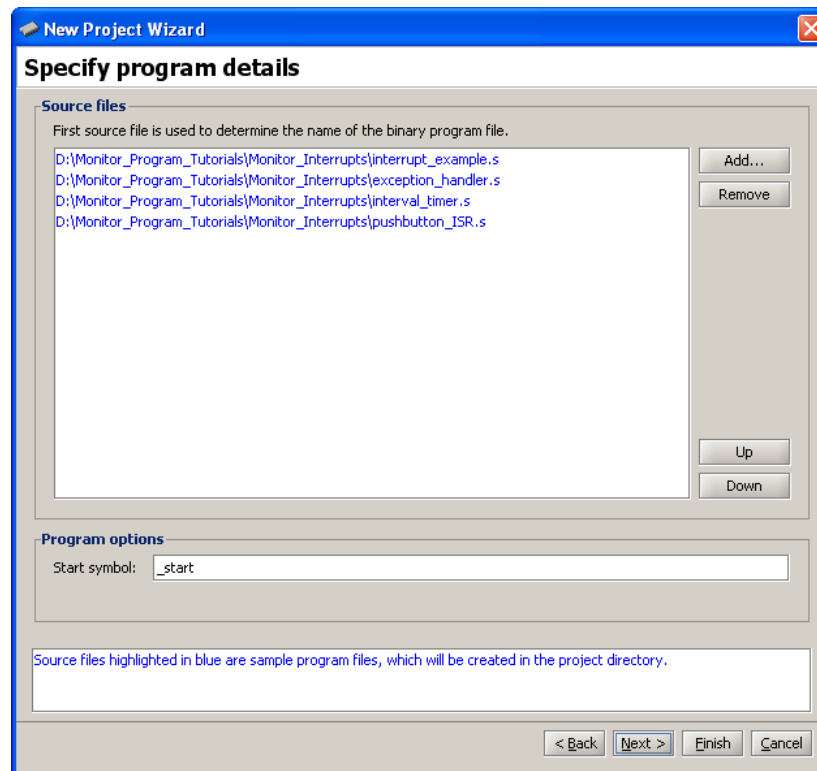 New Project Wizard
Specify program details
Source files
First source file is used to determine the name of the binary program file.
D:\Monitor_Program_Tutorials\Monitor_Interrupts\interrupt_example.s
D:\Monitor_Program_Tutorials\Monitor_Interrupts\exception_handler.s
D:\Monitor_Program_Tutorials\Monitor_Interrupts\interval_timer.s
D:\Monitor_Program_Tutorials\Monitor_Interrupts\pushbutton_ISR.s
Add...
Remove
Up
Down
Program options
Start symbol: _start
Source files highlighted in blue are sample program files, which will be created in the project directory.
< Back Next > Finish Cancel